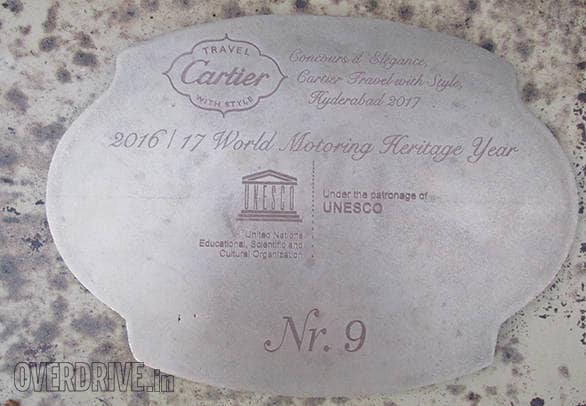 TRAVEL
Cartier
WITH STYLE
Concours d'Elégance,
Cartier Travel with Style,
Hyderabad 2017
2016 | 17 World Motoring Heritage Year
UNESCO
United Nations
Educational, Scientific and
Cultural Organization
Under the patronage of
UNESCO
Nr. 9
OVERDRIVE.in